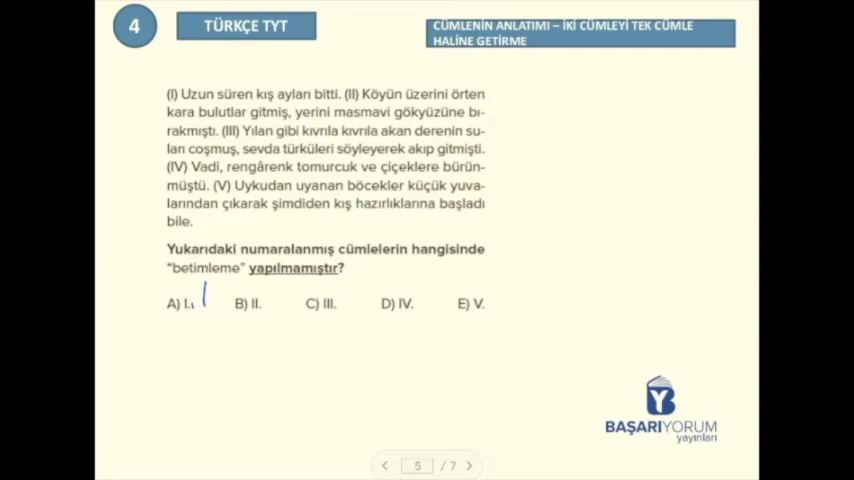 4
TÜRKÇE TYT
CÜMLENİN ANLATIMI – İKİ CÜMLEYİ TEK CÜMLE
HALİNE GETİRME
(I) Uzun süren kış ayları bitti. (II) Köyün üzerini örten
kara bulutlar gitmiş, yerini masmavi gökyüzüne bı-
rakmıştı. (III) Yılan gibi kıvrıla kıvrıla akan derenin su-
ları coşmuş, sevda türküleri söyleyerek akıp gitmişti.
(IV) Vadi, rengârenk tomurcuk ve çiçeklere bürün-
müştü. (V) Uykudan uyanan böcekler küçük yuva-
larından çıkarak şimdiden kış hazırlıklarına başladı
bile.
Yukarıdaki numaralanmış cümlelerin hangisinde
“betimleme” yapılmamıştır?
A) I. B) II. C) III. D) IV. E) V.
BAŞARIYORUM
yayınları
5 / 7